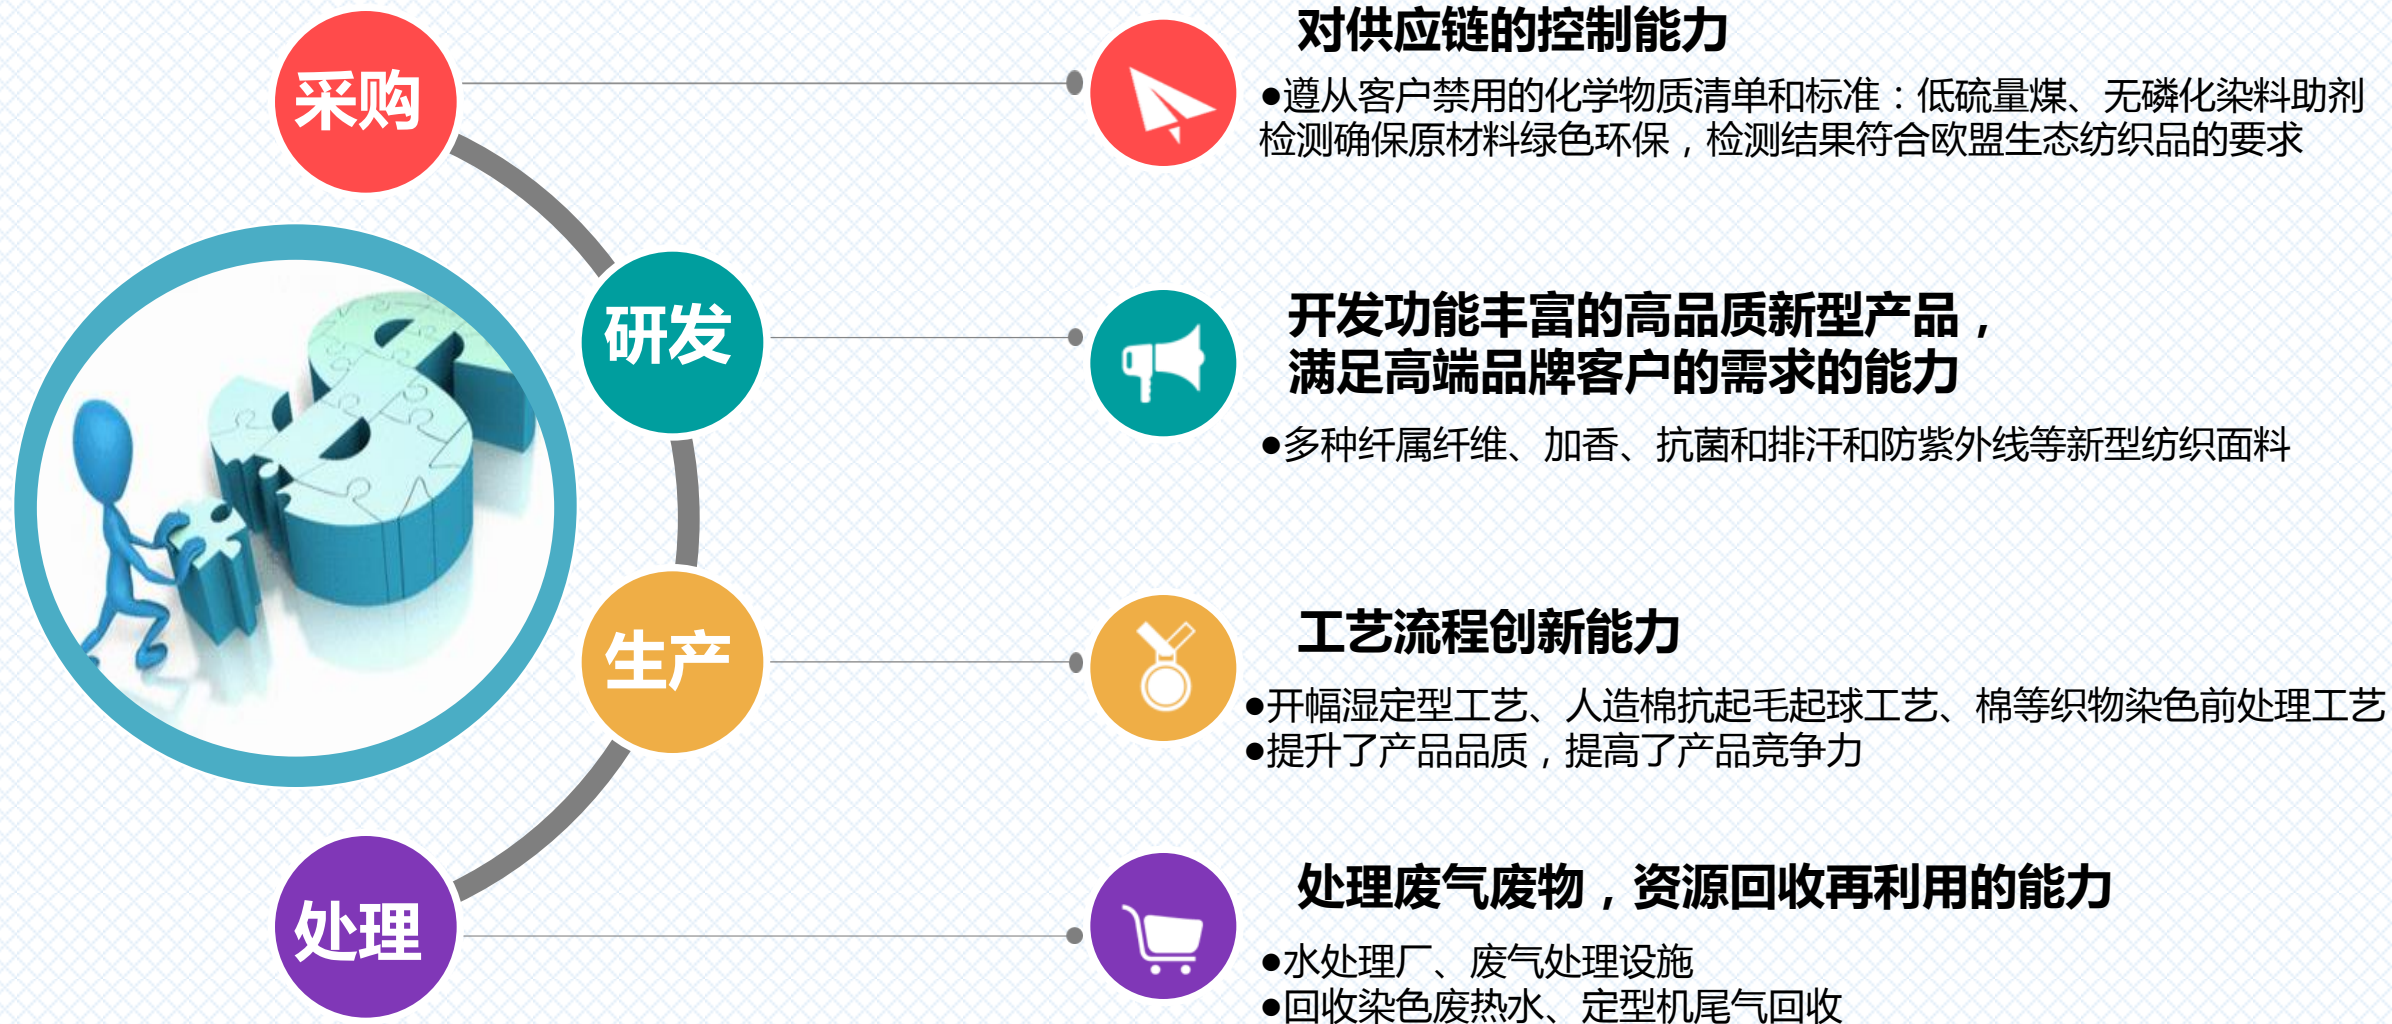 采购
对供应链的控制能力
●遵从客户禁用的化学物质清单和标准：低硫量煤、无磷化染料助剂
检测确保原材料绿色环保，检测结果符合欧盟生态纺织品的要求
研发
开发功能丰富的高品质新型产品，
满足高端品牌客户的需求的能力
●多种纤属纤维、加香、抗菌和排汗和防紫外线等新型纺织面料
生产
工艺流程创新能力
●开幅湿定型工艺、人造棉抗起毛起球工艺、棉等织物染色前处理工艺
●提升了产品品质，提高了产品竞争力
处理
处理废气废物，资源回收再利用的能力
●水处理厂、废气处理设施
●回收染色废热水、定型机尾气回收